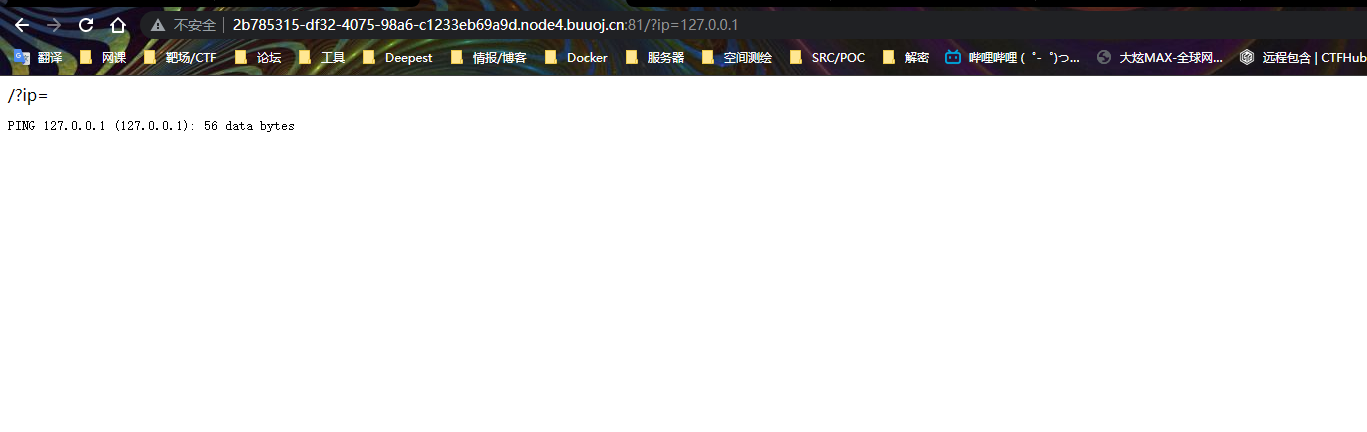 不安全 2b785315-df32-4075-98a6-c1233eb69a9d.node4.buuoj.cn:81/?ip=127.0.0.1
翻译 网课 靶场/CTF 论坛 工具 Deepest 情报/博客 Docker 服务器 空间测绘 SRC/POC 解密 哔哩哔哩 ( ゜- ゜)つ... 大炫MAX-全球网... 远程包含 | CTFHub
/?ip=
PING 127.0.0.1 (127.0.0.1): 56 data bytes